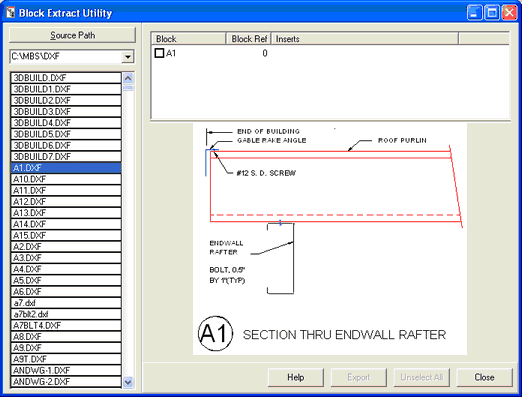 Block Extract Utility
Source Path
C:\MBS\DXF
3DBUILD.DXF
3DBUILD1.DXF
3DBUILD2.DXF
3DBUILD3.DXF
3DBUILD4.DXF
3DBUILD5.DXF
3DBUILD6.DXF
3DBUILD7.DXF
A1.DXF
A10.DXF
A11.DXF
A12.DXF
A13.DXF
A14.DXF
A15.DXF
A2.DXF
A3.DXF
A4.DXF
A5.DXF
A6.DXF
a7.dxf
a7blt2.dxf
A7BLT4.DXF
A8.DXF
A9.DXF
A9T.DXF
ANDWG-1.DXF
ANDWG-2.DXF
Block Block Ref Inserts
A1 0
END OF BUILDING
GABLE RAKE ANGLE
ROOF PURLIN
#12 S. D. SCREW
ENDWALL
RAFTER
BOLT, 0.5"
BY 1"(TYP)
A1 SECTION THRU ENDWALL RAFTER
Help Export Unselect All Close